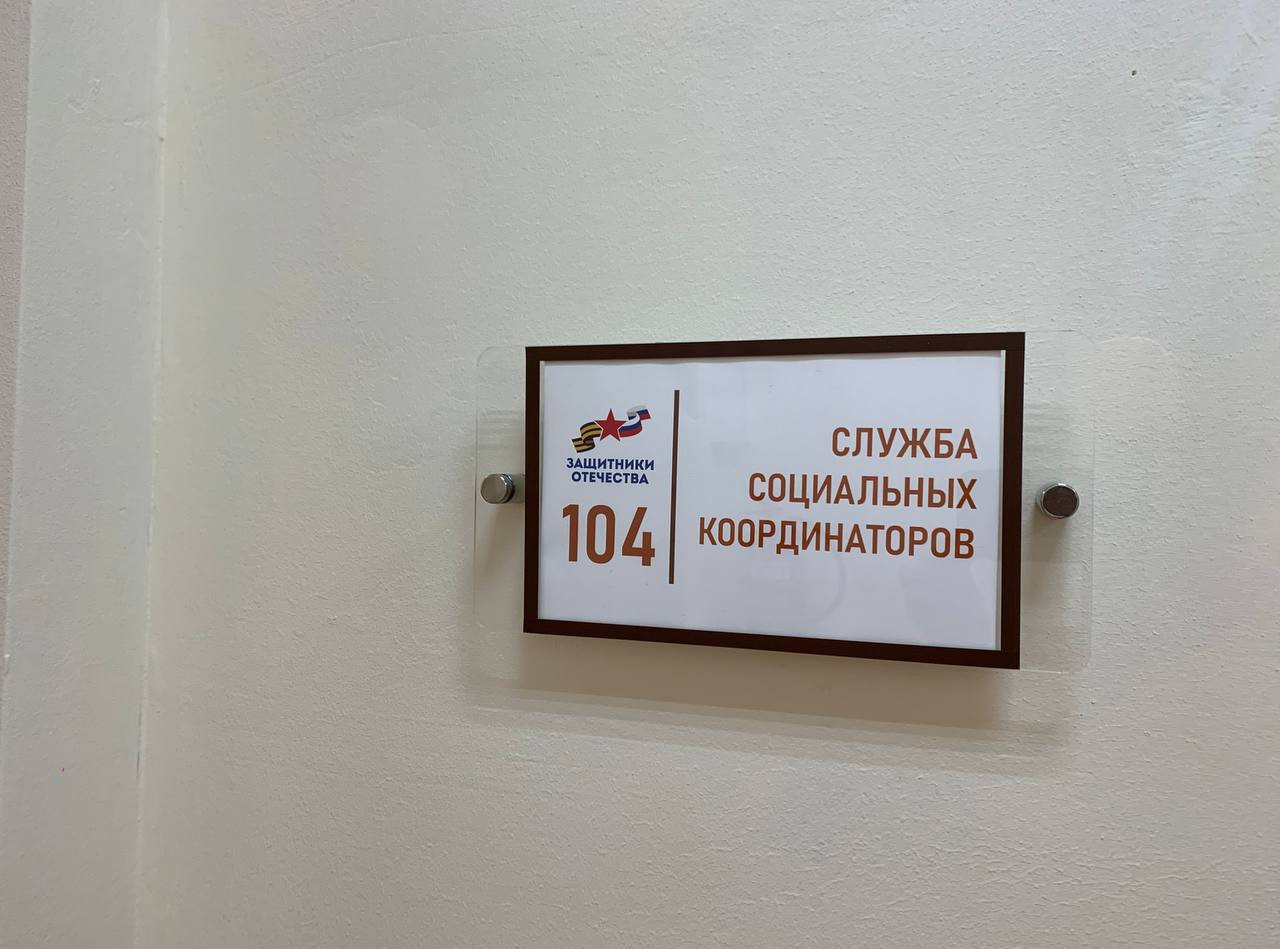 ЗАЩИТНИКИ
ОТЕЧЕСТВА
104
СЛУЖБА
СОЦИАЛЬНЫХ
КООРДИНАТОРОВ